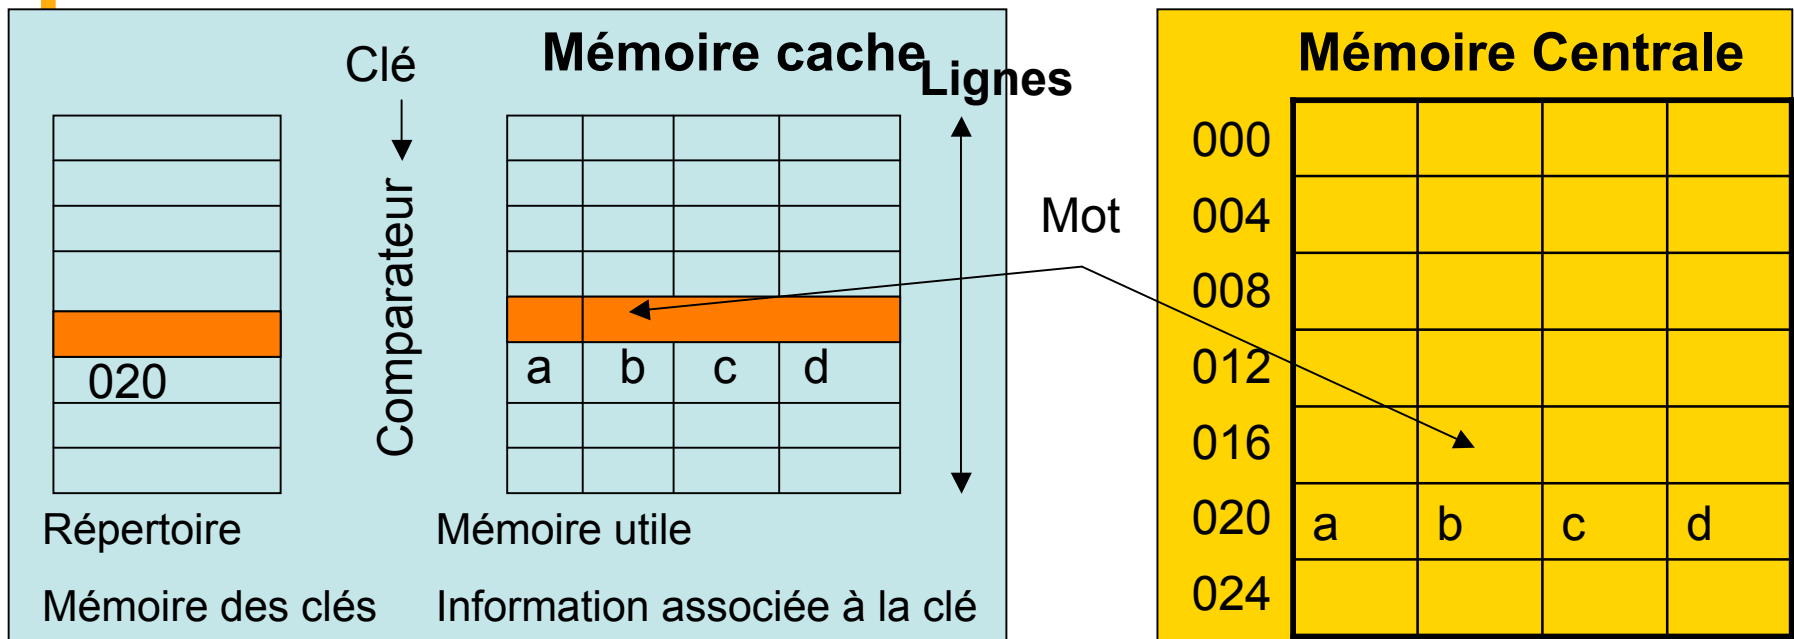 Mémoire cache
Clé
Lignes
Comparateur
020
a b c d
Répertoire
Mémoire utile
Mémoire des clés
Information associée à la clé
Mot
Mémoire Centrale
000
004
008
012
016
020 a b c d
024